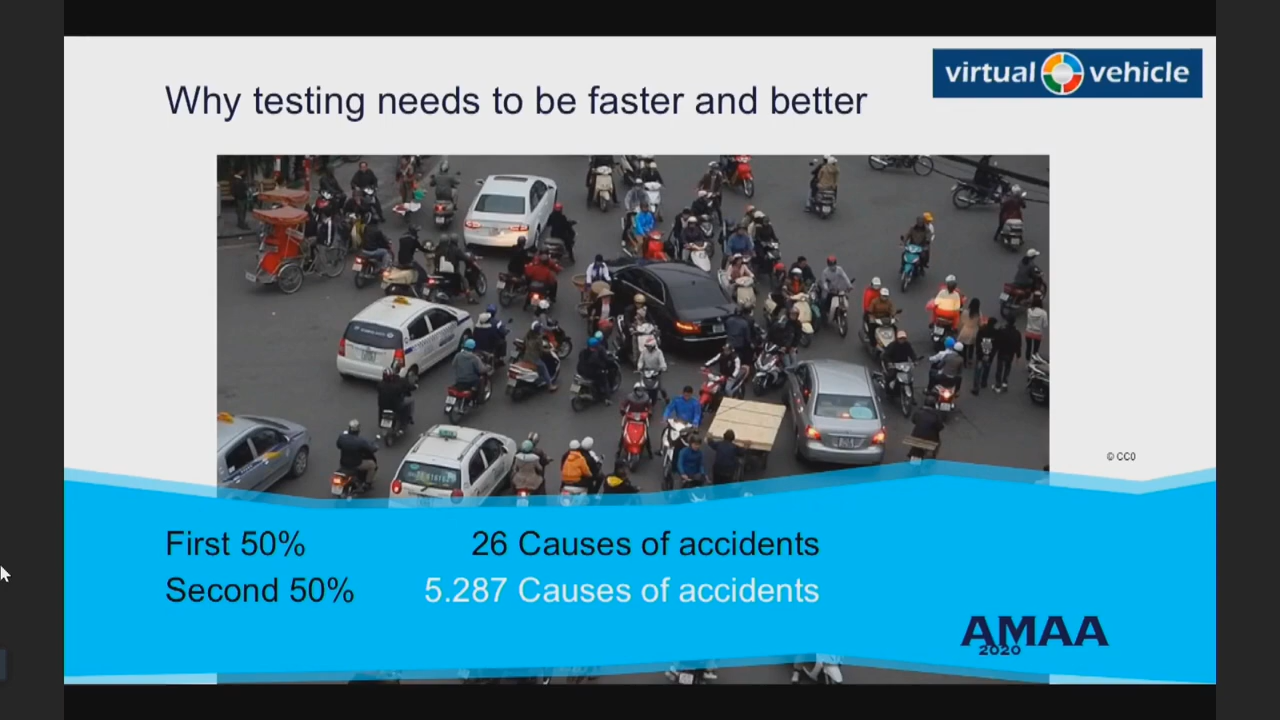 virtual vehicle
Why testing needs to be faster and better
© CC0
First 50% 26 Causes of accidents
Second 50% 5.287 Causes of accidents
AMAA
2020